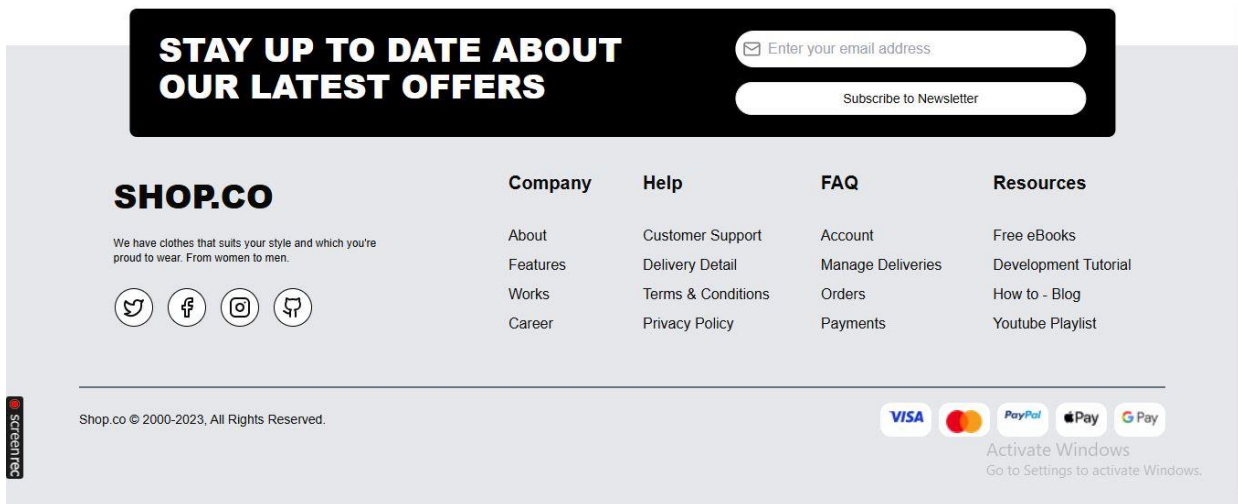 STAY UP TO DATE ABOUT
OUR LATEST OFFERS
Enter your email address
Subscribe to Newsletter
SHOP.CO
We have clothes that suits your style and which you're
proud to wear. From women to men.
Company
About
Features
Works
Career
Help
Customer Support
Delivery Detail
Terms & Conditions
Privacy Policy
FAQ
Account
Manage Deliveries
Orders
Payments
Resources
Free eBooks
Development Tutorial
How to - Blog
Youtube Playlist
Shop.co © 2000-2023, All Rights Reserved.
VISA
PayPal
Pay
G Pay
Activate Windows
Go to Settings to activate Windows.
screenrec